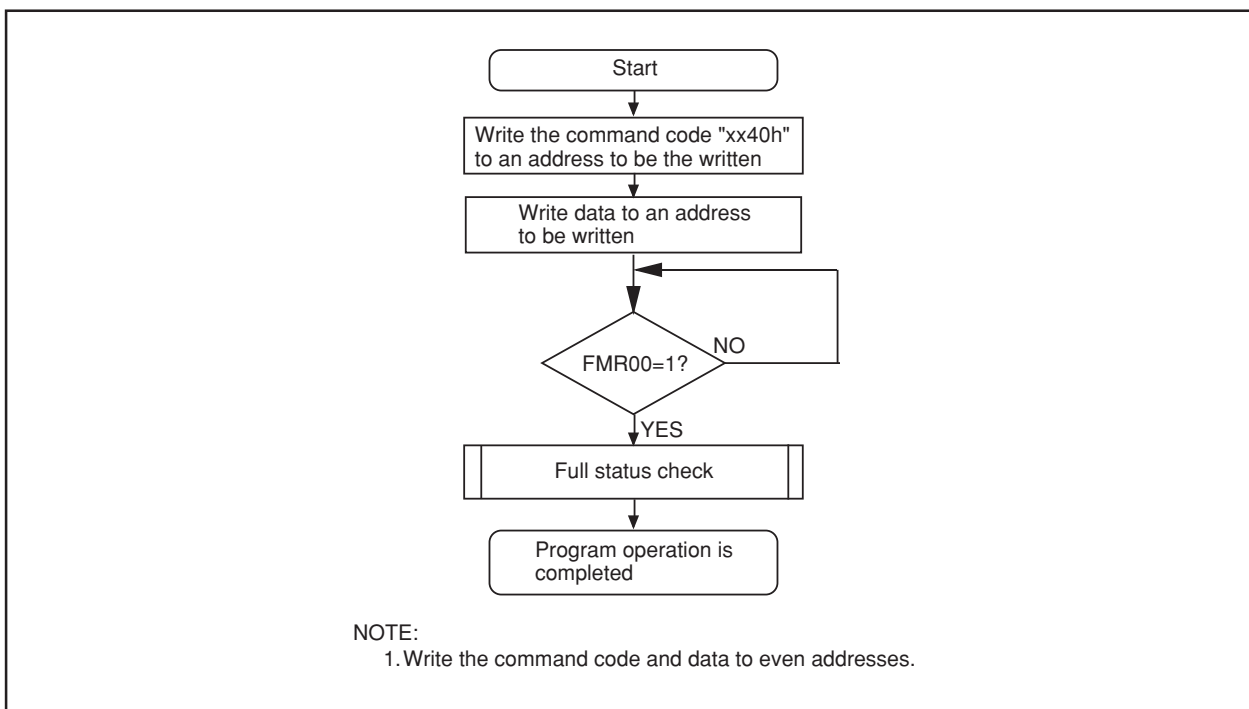 Start
Write the command code "xx40h"
to an address to be the written
Write data to an address
to be written
FMR00=1?
NO
YES
Full status check
Program operation is
completed
NOTE:
1. Write the command code and data to even addresses.